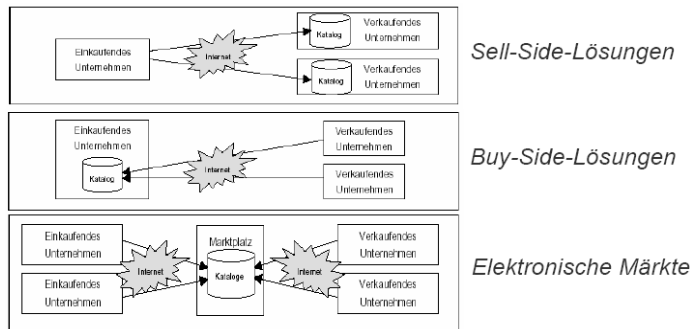 Einkaufendes
Unternehmen
Internet
Katalog
Verkaufendes
Unternehmen
Katalog
Verkaufendes
Unternehmen
Sell-Side-Lösungen
Einkaufendes
Unternehmen
Katalog
Internet
Verkaufendes
Unternehmen
Verkaufendes
Unternehmen
Buy-Side-Lösungen
Einkaufendes
Unternehmen
Einkaufendes
Unternehmen
Internet
Marktplatz
Kataloge
Internet
Verkaufendes
Unternehmen
Verkaufendes
Unternehmen
Elektronische Märkte